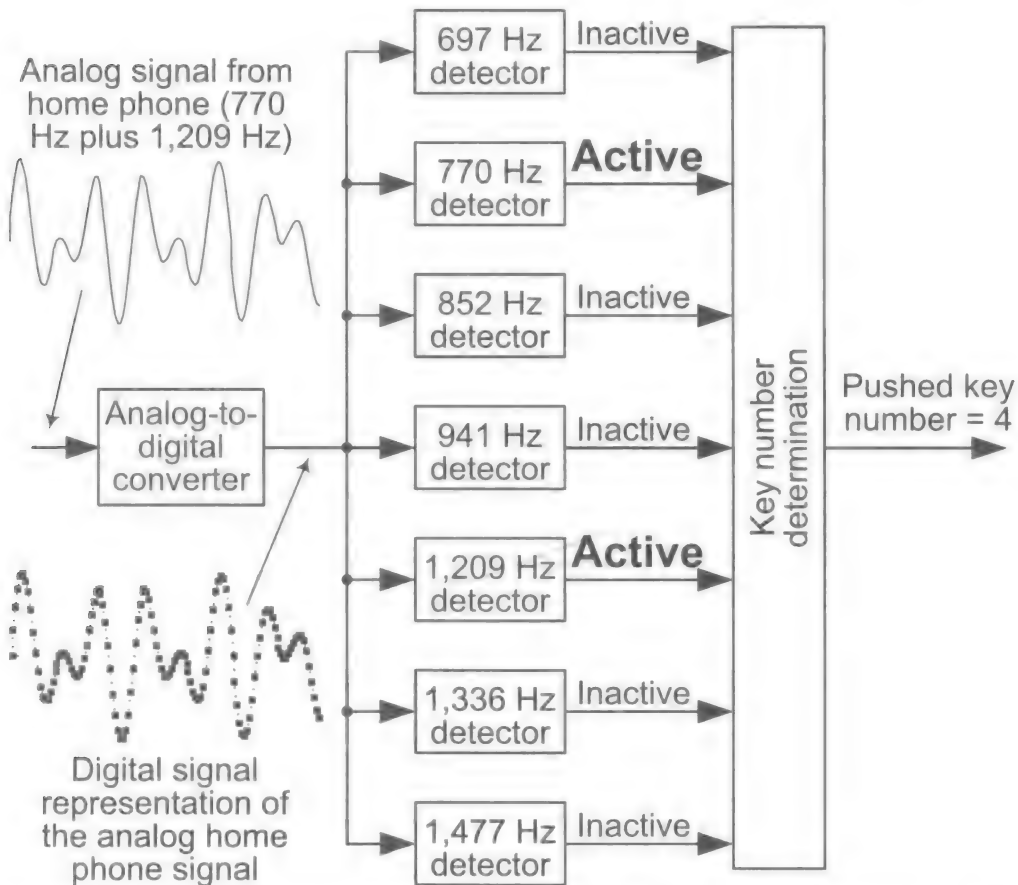 Analog signal from
home phone (770
Hz plus 1,209 Hz)
Analog-to-
digital
converter
Digital signal
representation of
the analog home
phone signal
697 Hz
detector
Inactive
770 Hz
detector
Active
852 Hz
detector
Inactive
941 Hz
detector
Inactive
1,209 Hz
detector
Active
1,336 Hz
detector
Inactive
1,477 Hz
detector
Inactive
Key number
determination
Pushed key
number = 4